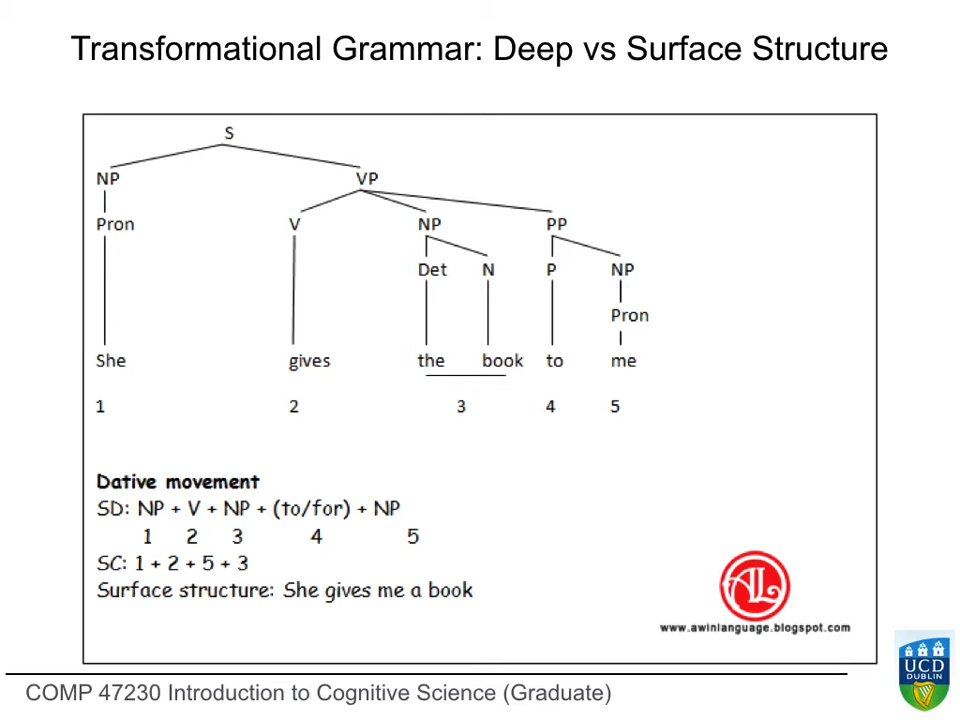 Transformational Grammar: Deep vs Surface Structure
S
NP VP
Pron V NP PP
Det N P NP
Pron
She gives the book to me
1 2 3 4 5
Dative movement
SD: NP + V + NP + (to/for) + NP
1 2 3 4 5
SC: 1 + 2 + 5 + 3
Surface structure: She gives me a book
AL
www.awinlanguage.blogspot.com
UCD
DUBLIN
COMP 47230 Introduction to Cognitive Science (Graduate)